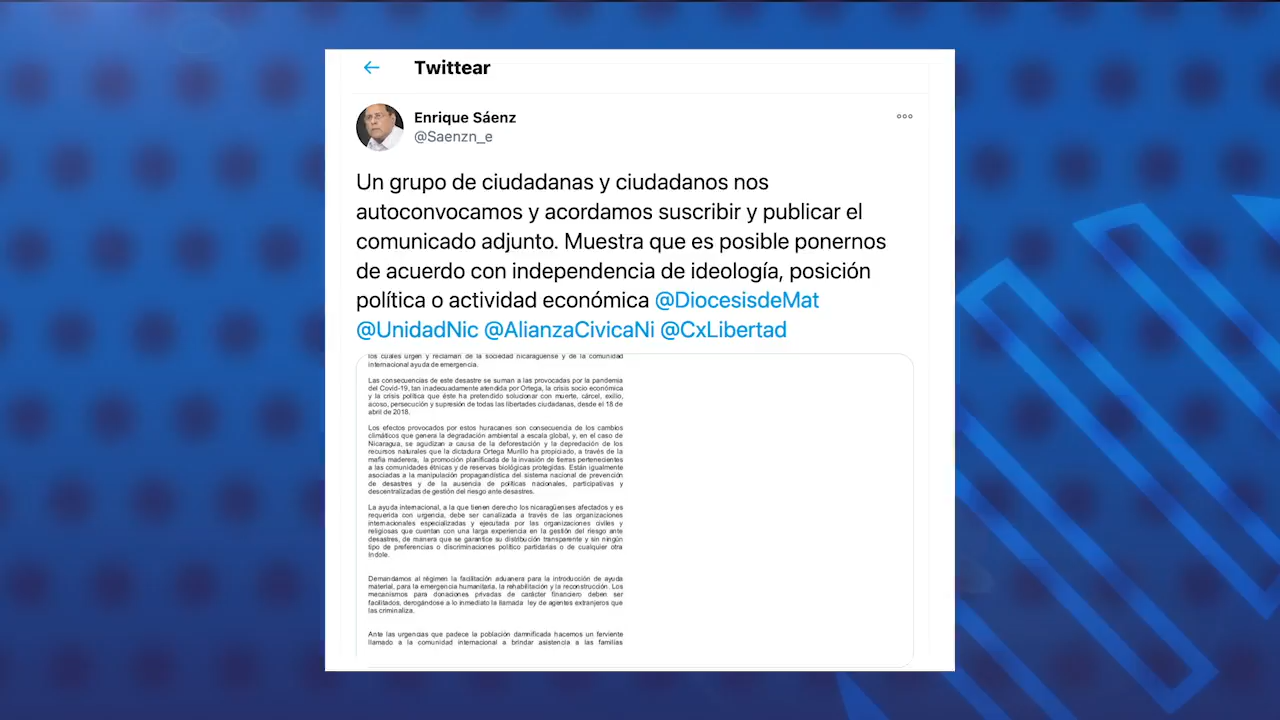 Twittear
Enrique Sáenz
@Saenzn_e
Un grupo de ciudadanas y ciudadanos nos
autoconvocamos y acordamos suscribir y publicar el
comunicado adjunto. Muestra que es posible ponernos
de acuerdo con independencia de ideología, posición
política o actividad económica @DiocesisdeMat
@UnidadNic @AlianzaCivicaNi @CxLibertad
los cuales urgen y reclaman de la sociedad nicaragüense y de la comunidad
internacional ayuda de emergencia.
Las consecuencias de este desastre se suman a las provocadas por la pandemia
del Covid-19, tan inadecuadamente atendida por Ortega, la crisis socio económica
y la crisis política que éste ha pretendido solucionar con muerte, cárcel, exilio,
acoso, persecución y supresión de todas las libertades ciudadanas, desde el 18 de
abril de 2018.
Los efectos provocados por estos huracanes son consecuencia de los cambios
climáticos que genera la degradación ambiental a escala global, y, en el caso de
Nicaragua, se agudizan a causa de la deforestación y la depredación de los
recursos naturales que la dictadura Ortega Murillo ha propiciado, a través de la
mafia maderera, la promoción planificada de la invasión de tierras pertenecientes
a las comunidades étnicas y de reservas biológicas protegidas. Están igualmente
asociadas a la manipulación propagandística del sistema nacional de prevención
de desastres y de la ausencia de políticas nacionales, participativas y
descentralizadas de gestión del riesgo ante desastres.
La ayuda internacional, a la que tienen derecho los nicaragüenses afectados y es
requerida con urgencia, debe ser canalizada a través de las organizaciones
internacionales especializadas y ejecutada por las organizaciones civiles y
religiosas que cuentan con una larga experiencia en la gestión del riesgo ante
desastres, de manera que se garantice su distribución transparente y sin ningún
tipo de preferencias o discriminaciones político partidarias o de cualquier otra
índole.
Demandamos al régimen la facilitación aduanera para la introducción de ayuda
material, para la emergencia humanitaria, la rehabilitación y la reconstrucción. Los
mecanismos para donaciones privadas de carácter financiero deben ser
facilitados, derogándose a lo inmediato la llamada ley de agentes extranjeros que
las criminaliza.
Ante las urgencias que padece la población damnificada hacemos un ferviente
llamado a la comunidad internacional a brindar asistencia a las familias